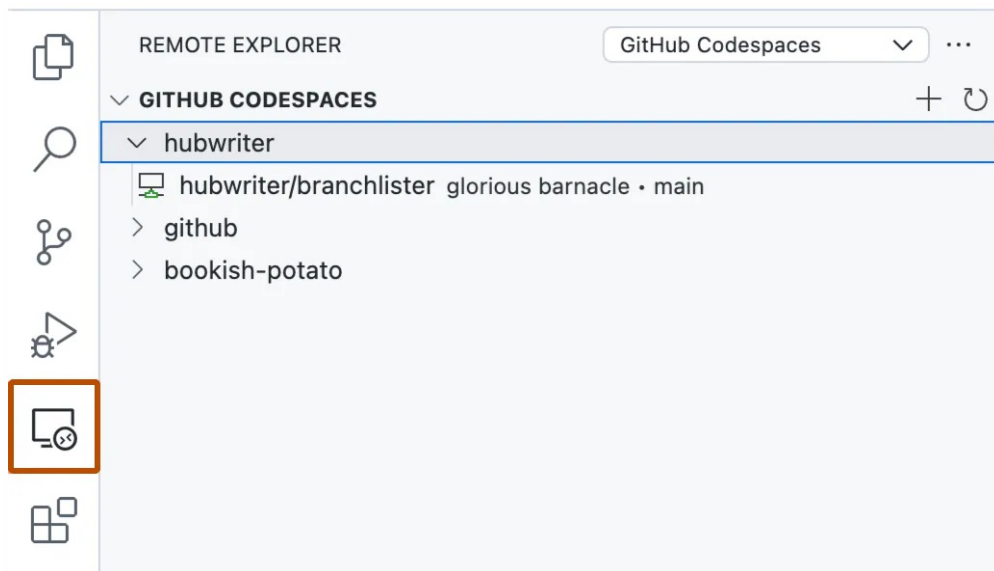 REMOTE EXPLORER GitHub Codespaces
GITHUB CODESPACES
hubwriter
hubwriter/branchlister glorious barnacle • main
github
bookish-potato